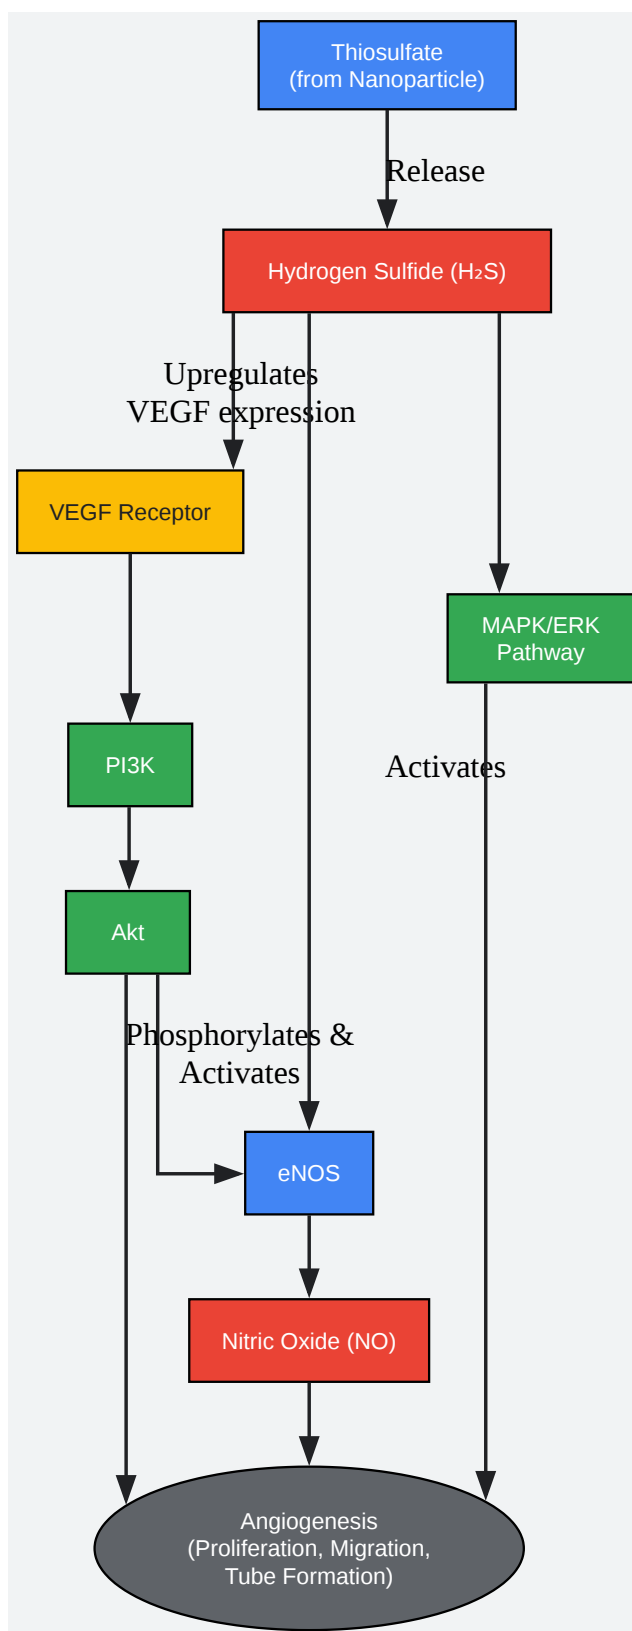 Thiosulfate
(from Nanoparticle)
Release
Hydrogen Sulfide (H₂S)
Upregulates
VEGF expression
VEGF Receptor
MAPK/ERK
Pathway
PI3K
Activates
Akt
Phosphorylates &
Activates
eNOS
Nitric Oxide (NO)
Angiogenesis
(Proliferation, Migration,
Tube Formation)